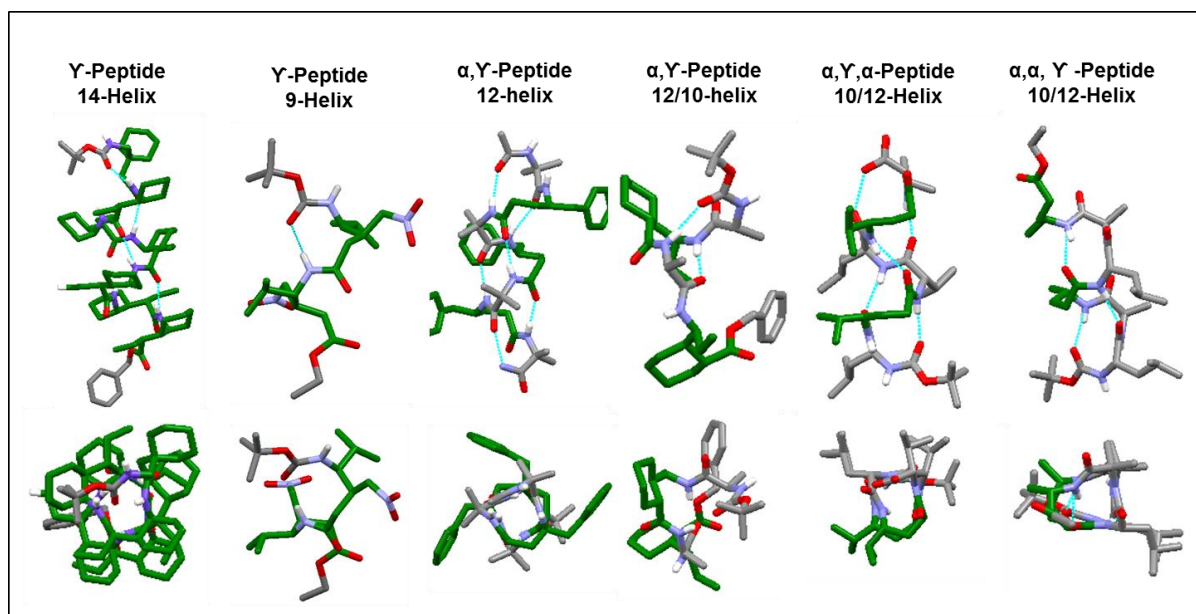 ϒ-Peptide
14-Helix
ϒ-Peptide
9-Helix
α,ϒ-Peptide
12-helix
α,ϒ-Peptide
12/10-helix
α,ϒ,α-Peptide
10/12-Helix
α,α, ϒ -Peptide
10/12-Helix